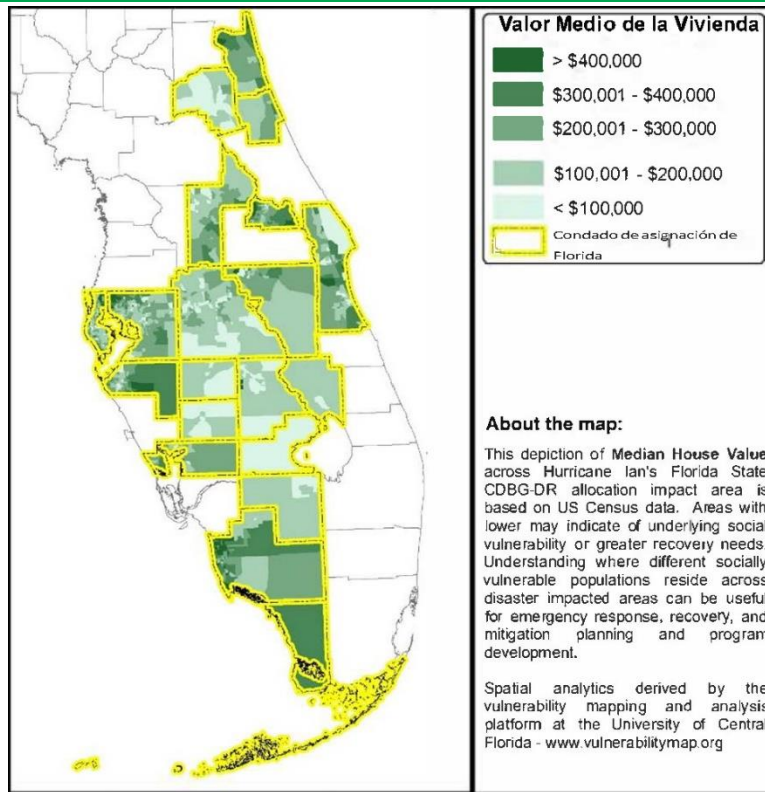 Valor Medio de la Vivienda
> $400,000
$300,001 - $400,000
$200,001 - $300,000
$100,001 - $200,000
< $100,000
Condado de asignación de
Florida
About the map:
This depiction of Median House Value
across Hurricane Ian's Florida State
CDBG-DR allocation impact area is
based on US Census data. Areas with
lower may indicate of underlying social
vulnerability or greater recovery needs.
Understanding where different socially
vulnerable populations reside across
disaster impacted areas can be useful
for emergency response, recovery, and
mitigation planning and program
development.
Spatial analytics derived by the
vulnerability mapping and analysis
platform at the University of Central
Florida - www.vulnerabilitymap.org